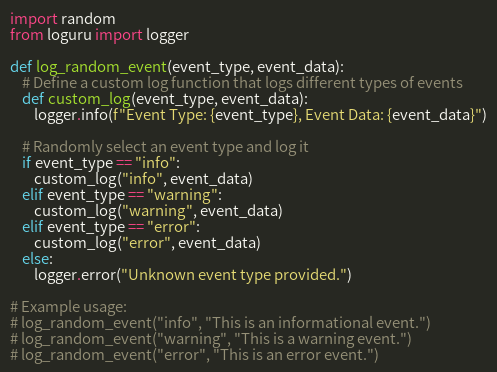 import random
from loguru import logger

def log_random_event(event_type, event_data):
    # Define a custom log function that logs different types of events
    def custom_log(event_type, event_data):
        logger.info(f"Event Type: {event_type}, Event Data: {event_data}")

    # Randomly select an event type and log it
    if event_type == "info":
        custom_log("info", event_data)
    elif event_type == "warning":
        custom_log("warning", event_data)
    elif event_type == "error":
        custom_log("error", event_data)
    else:
        logger.error("Unknown event type provided.")

# Example usage:
# log_random_event("info", "This is an informational event.")
# log_random_event("warning", "This is a warning event.")
# log_random_event("error", "This is an error event.")